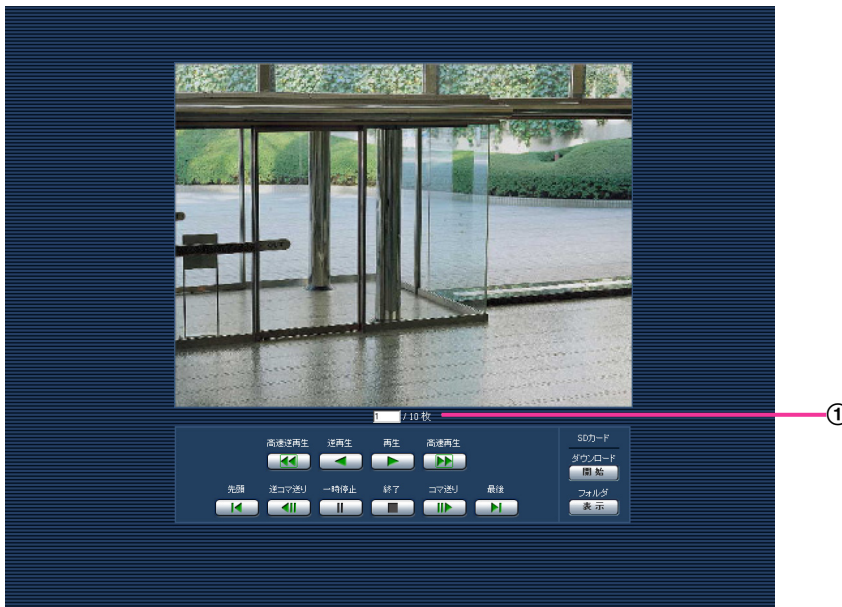 1 / 10 枚
①
高速逆再生 逆再生 再生 高速再生
先頭 逆コマ送り 一時停止 終了 コマ送り 最後
SDカード
ダウンロード
開 始
フォルダ
表 示